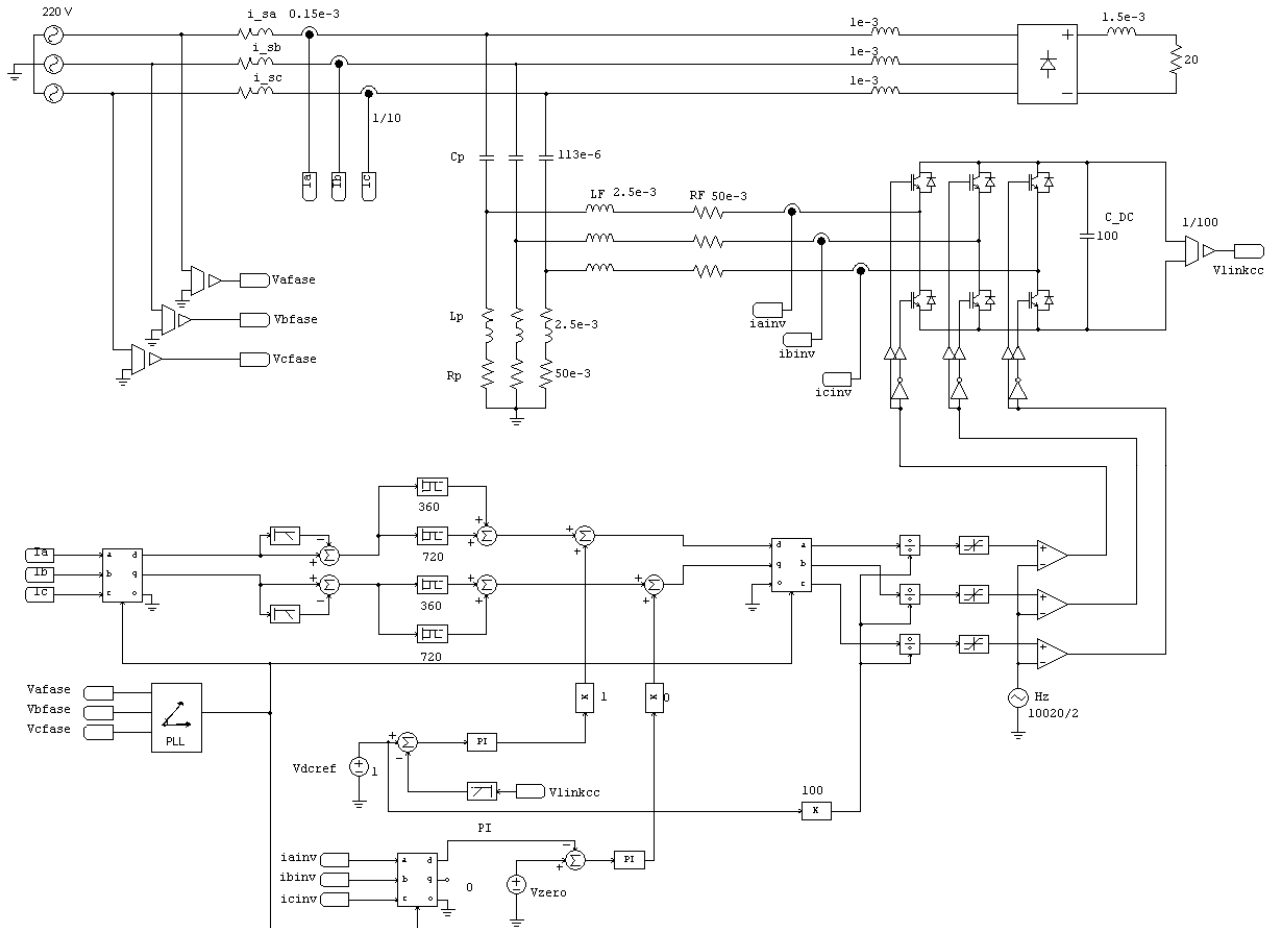 220 V
i_sa 0.15e-3
i_sb
i_sc
1/10
Ia
Ib
Ic
1e-3
1e-3
1e-3
+
−
1.5e-3
20
Cp
113e-6
LF 2.5e-3
RF 50e-3
C_DC
100
1/100
Vlinkcc
Vafase
Vbfase
Vcfase
Lp
2.5e-3
Rp
50e-3
iainv
ibinv
icinv
360
720
360
720
Ia
Ib
Ic
a d
b q
c o
− +
+ −
+ +
+ +
+ +
+ +
d a
q b
o c
÷
÷
÷
+ −
+ −
+ −
Hz
10020/2
Vafase
Vbfase
Vcfase
PLL
K 1
K 0
Vdcref
1
+ −
Σ
PI
Vlinkcc
100
K
PI
iainv
ibinv
icinv
a d
b q
c o
0
− +
Σ
PI
Vzero